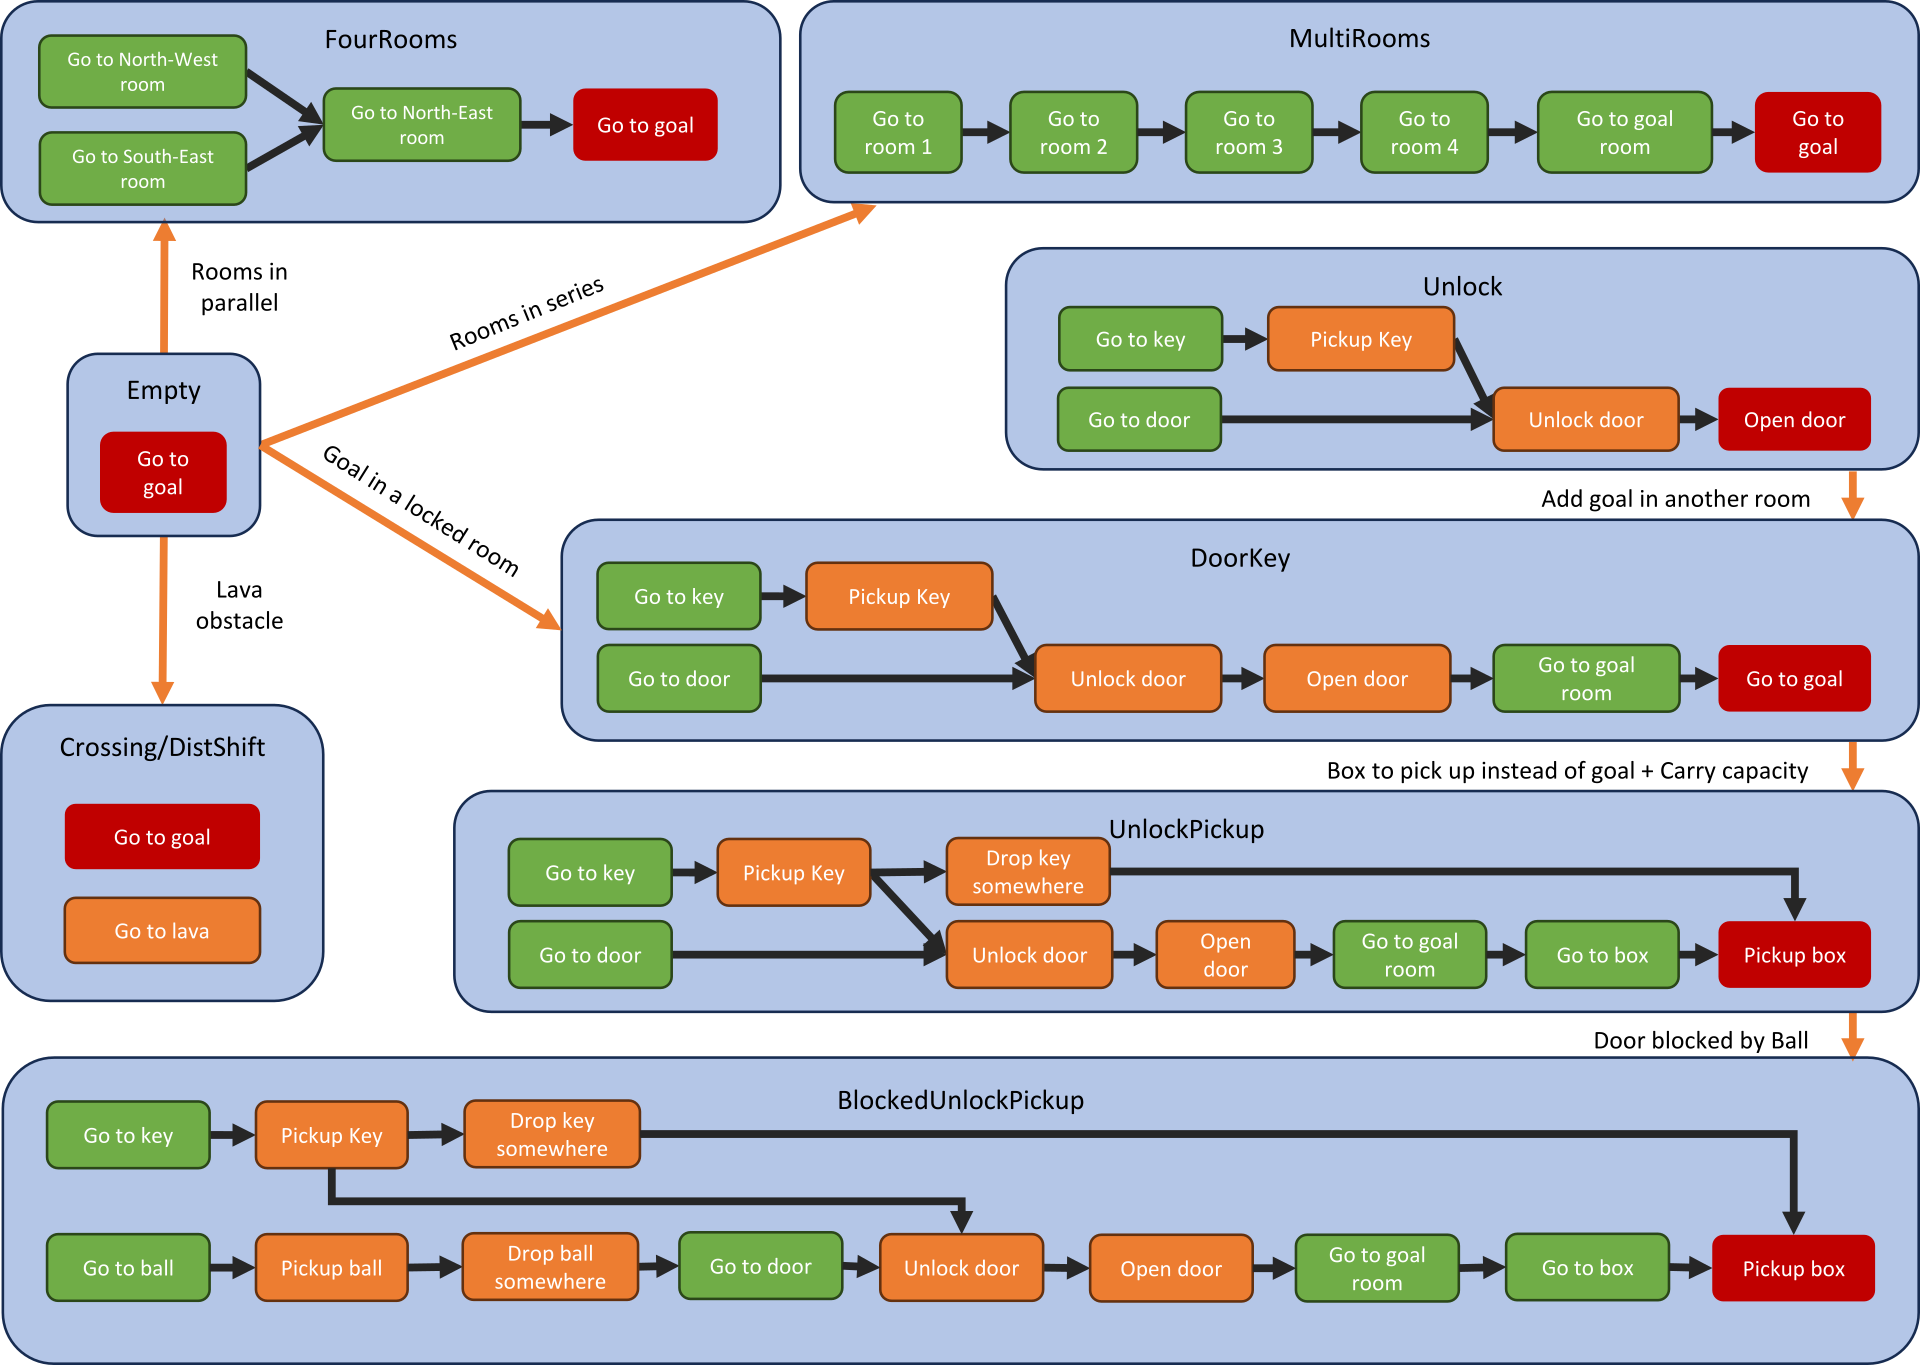 FourRooms
Go to North-West
room
Go to South-East
room
Go to North-East
room
Go to goal
MultiRooms
Go to
room 1
Go to
room 2
Go to
room 3
Go to
room 4
Go to goal
room
Go to
goal
Rooms in
parallel
Rooms in series
Goal in a locked room
Empty
Go to
goal
Lava
obstacle
Unlock
Go to key
Pickup Key
Go to door
Unlock door
Open door
Add goal in another room
DoorKey
Go to key
Pickup Key
Go to door
Unlock door
Open door
Go to goal
room
Go to goal
Box to pick up instead of goal + Carry capacity
Crossing/DistShift
Go to goal
Go to lava
UnlockPickup
Go to key
Pickup Key
Drop key
somewhere
Go to door
Unlock door
Open
door
Go to goal
room
Go to box
Pickup box
Door blocked by Ball
BlockedUnlockPickup
Go to key
Pickup Key
Drop key
somewhere
Go to ball
Pickup ball
Drop ball
somewhere
Go to door
Unlock door
Open door
Go to goal
room
Go to box
Pickup box